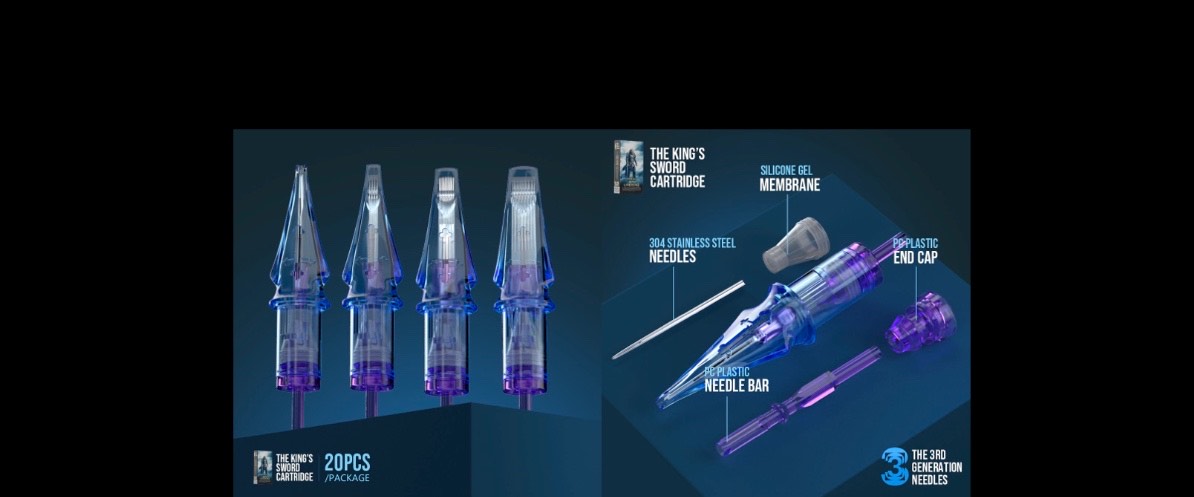 THE KING'S
SWORD
CARTRIDGE
20PCS
/PACKAGE
THE KING'S
SWORD
CARTRIDGE
SILICONE GEL
MEMBRANE
304 STAINLESS STEEL
NEEDLES
PC PLASTIC
END CAP
PC PLASTIC
NEEDLE BAR
3
THE 3RD
GENERATION
NEEDLES